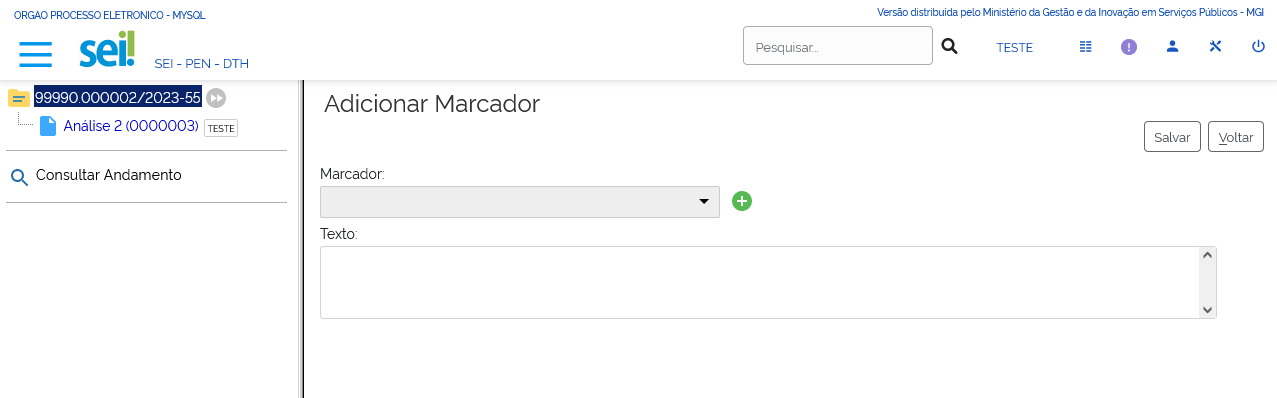 ORGAO PROCESSO ELETRONICO - MYSQL
Versão distribuída pelo Ministério da Gestão e da Inovação em Serviços Públicos - MGI
sei!
SEI - PEN - DTH
Pesquisar...
TESTE
99990.000002/2023-55
Análise 2 (0000003) TESTE
Consultar Andamento
Adicionar Marcador
Salvar
Voltar
Marcador:
Texto: